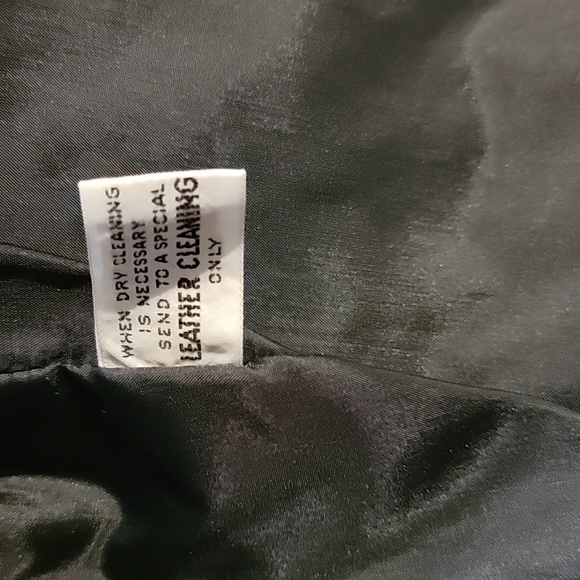 WHEN DRY CLEANING
IS NECESSARY
SEND TO A SPECIAL
LEATHER CLEANING
ONLY